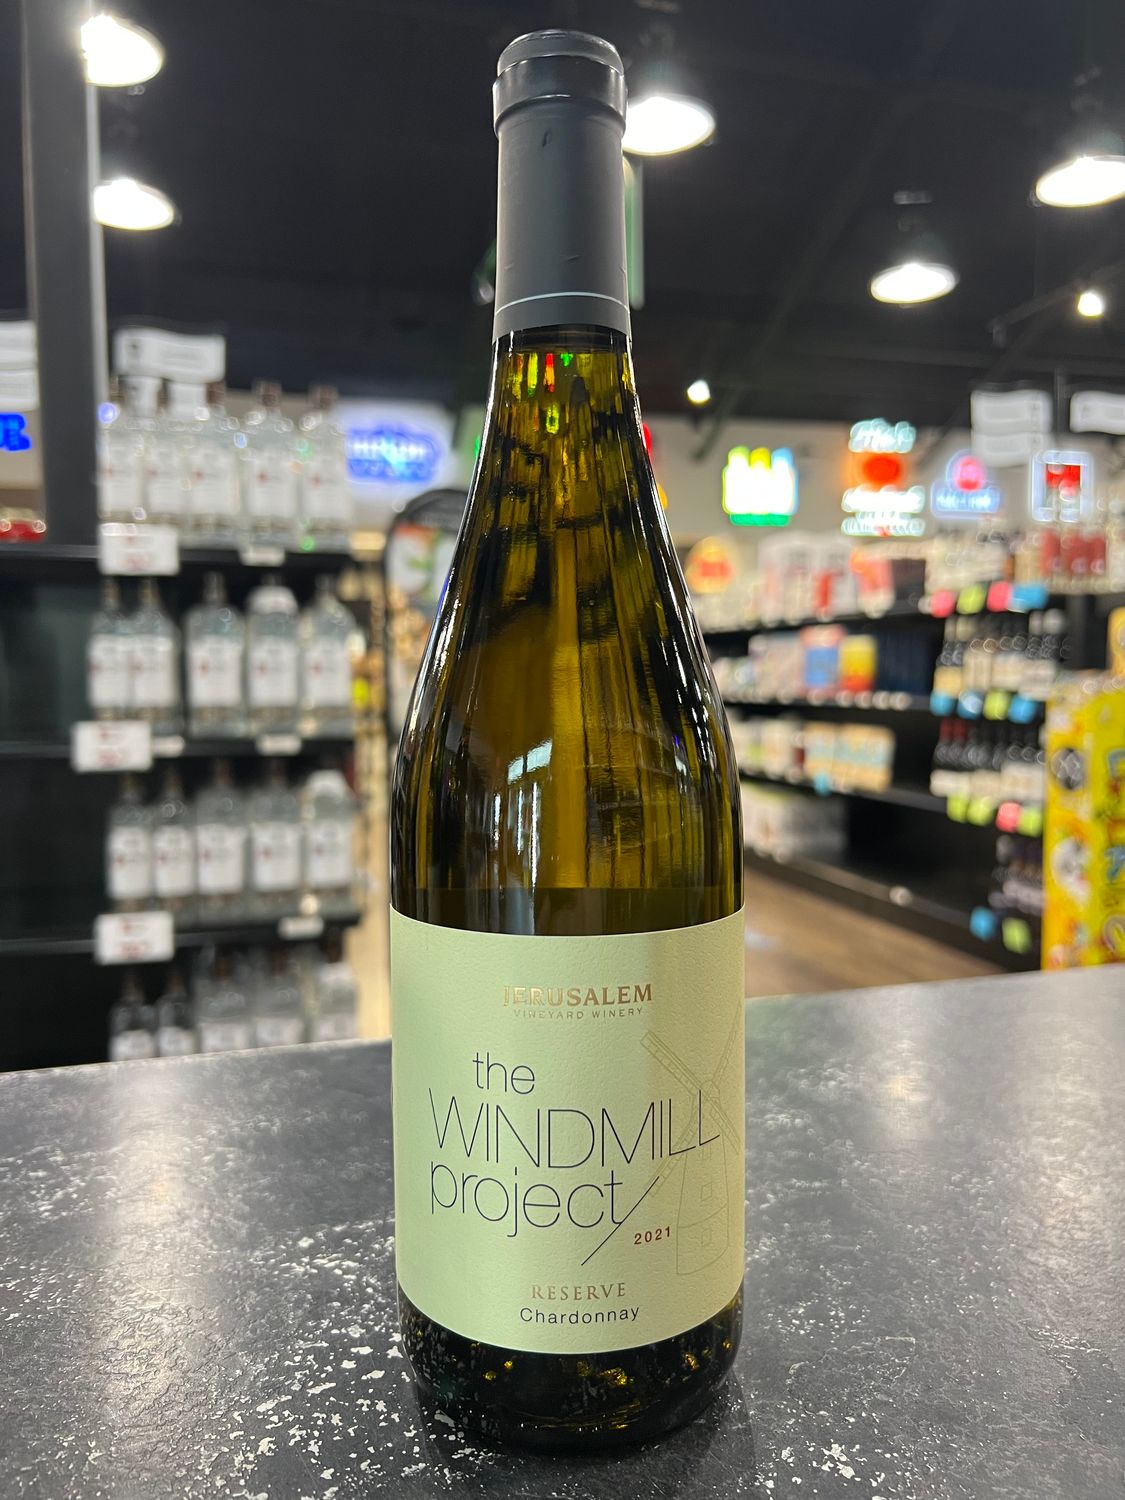 JERUSALEM
VINEYARD WINERY
the
WINDMILL
project
2021
RESERVE
Chardonnay